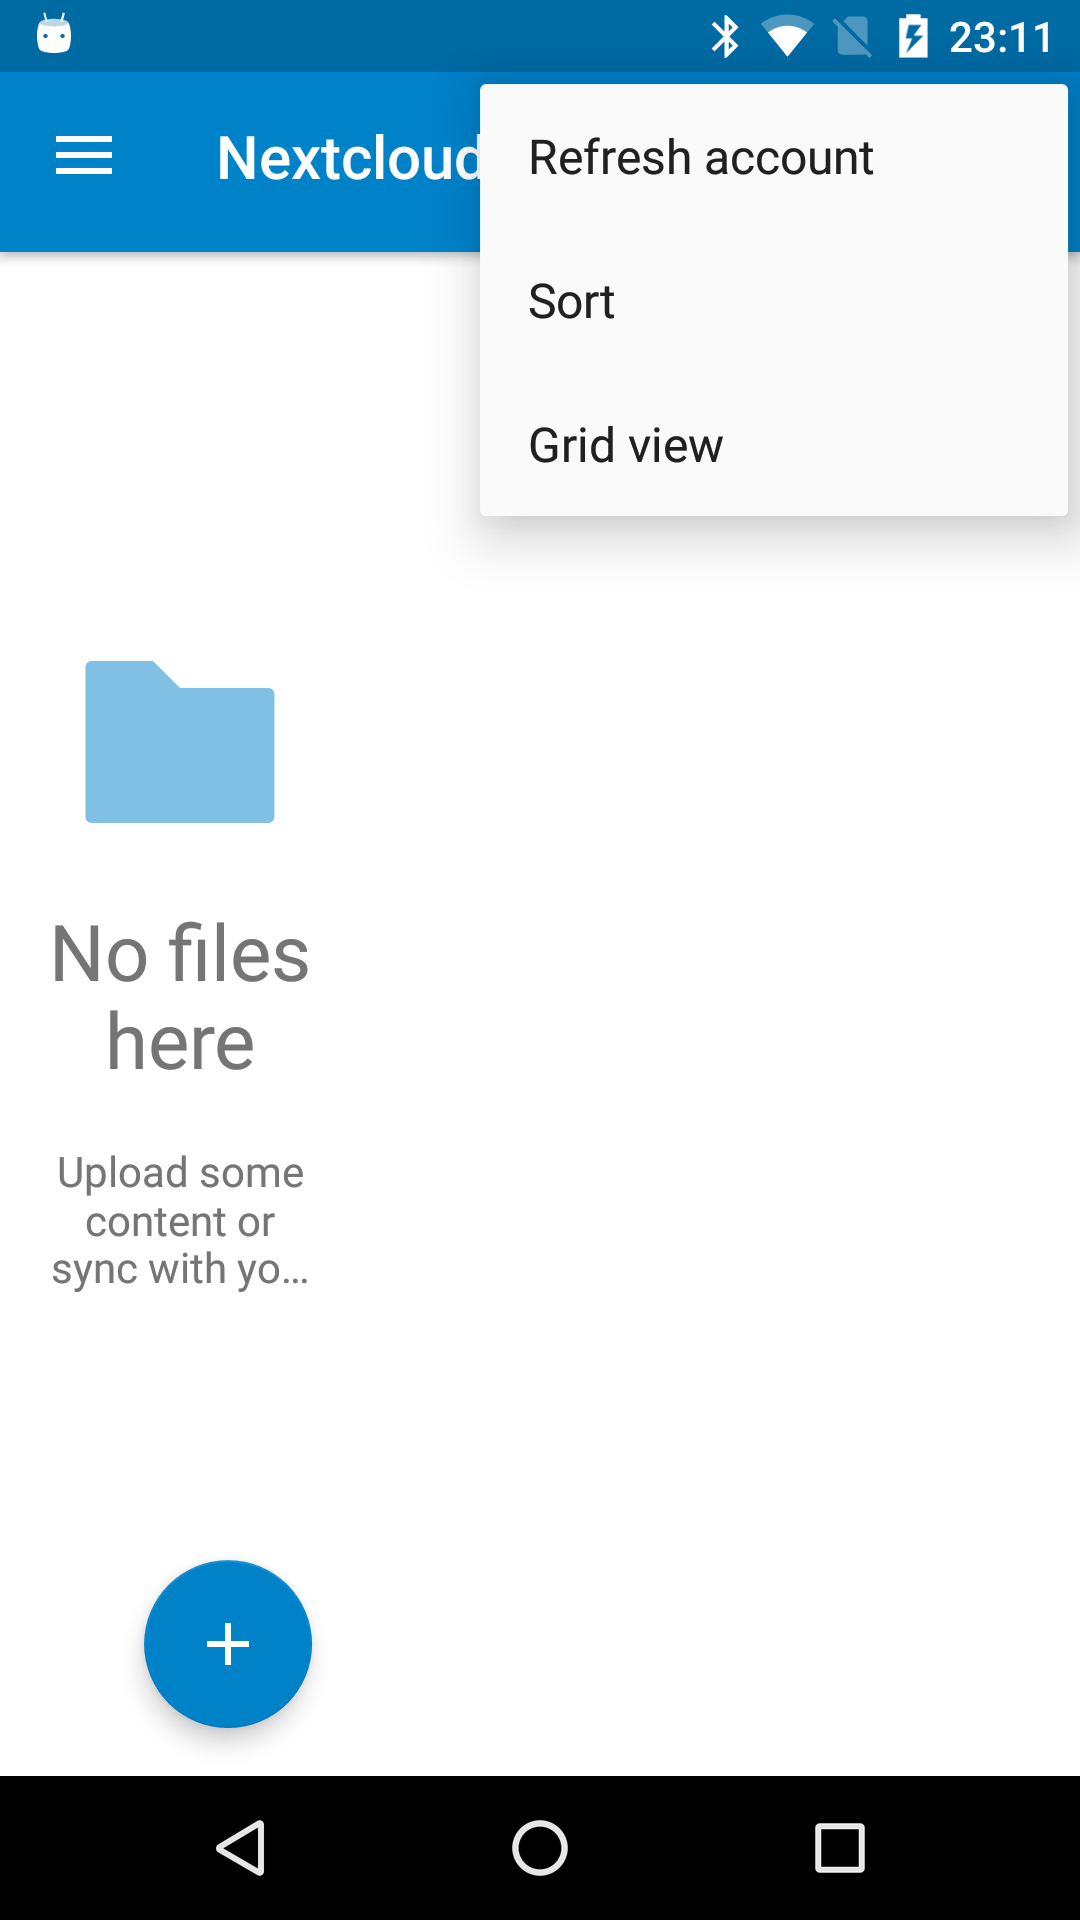 23:11
Nextcloud
Refresh account
Sort
Grid view
No files
here
Upload some
content or
sync with yo…